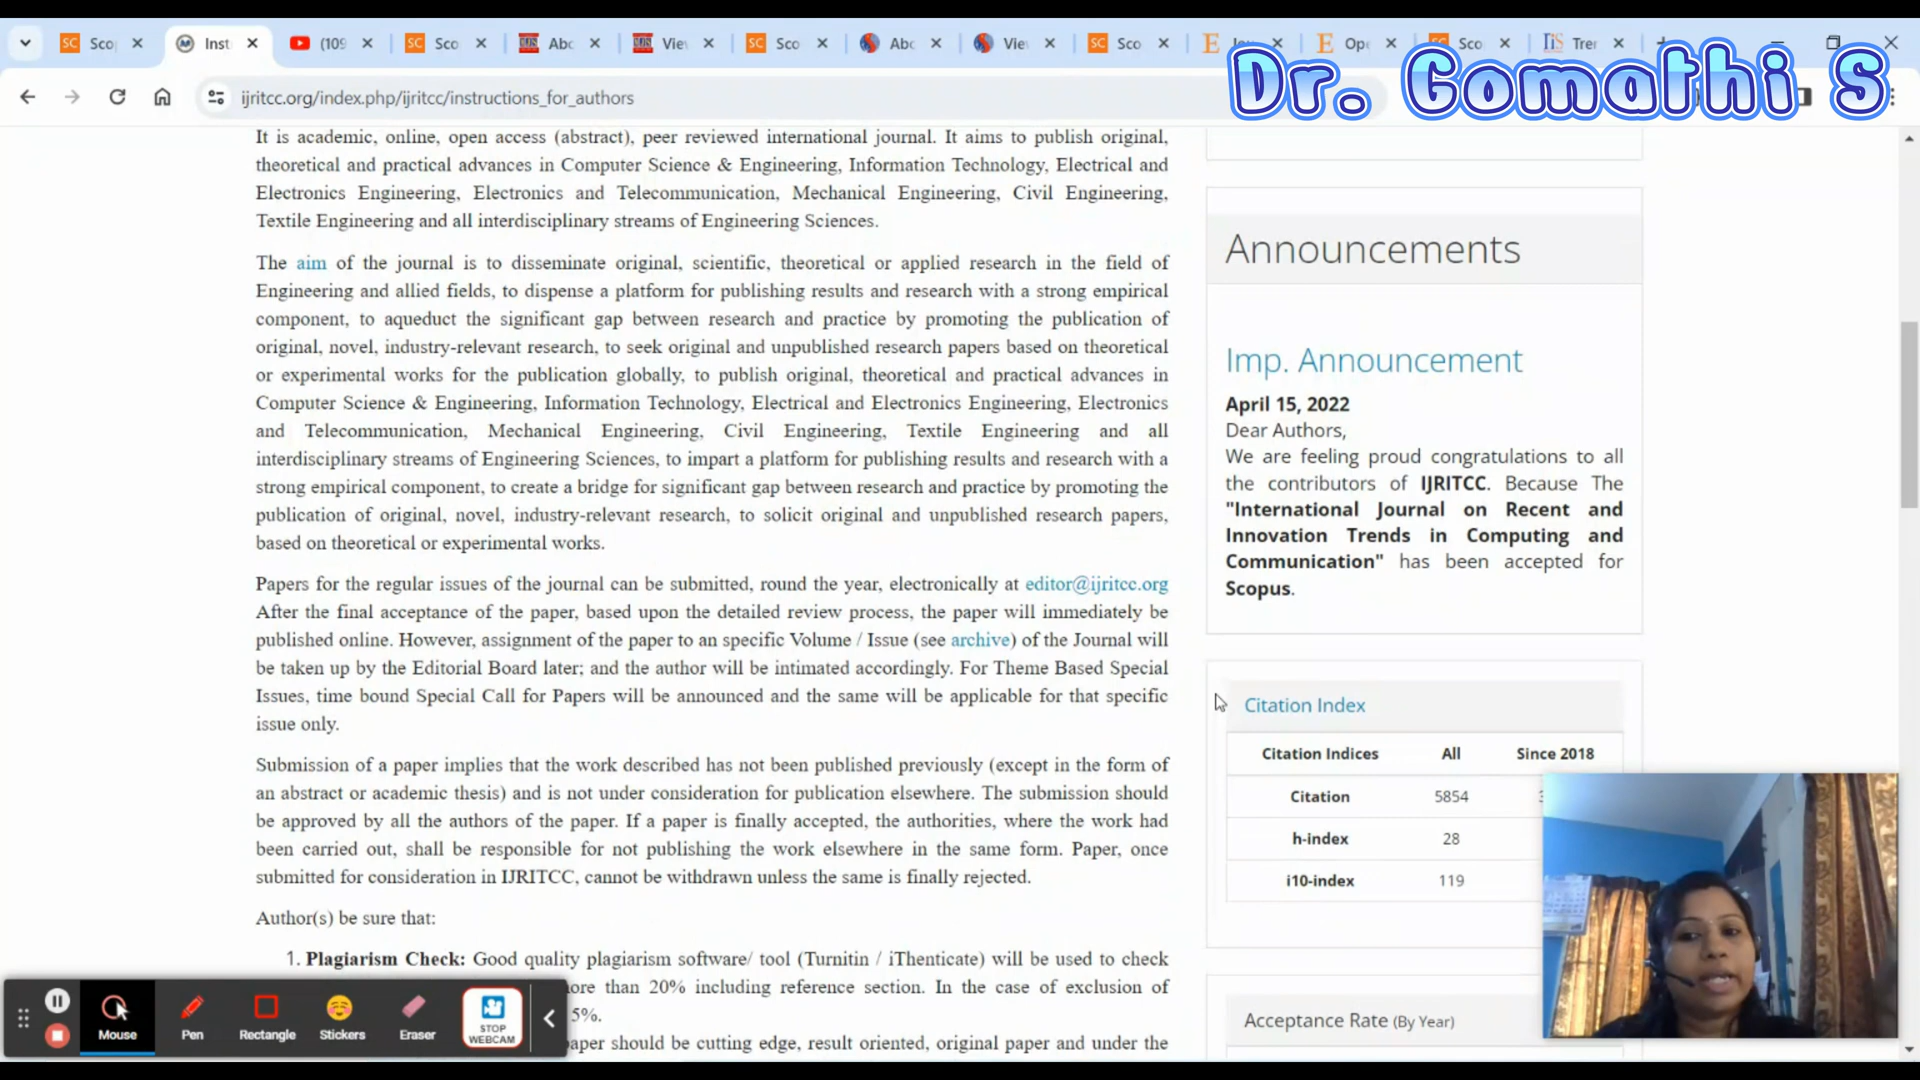 Sco
Inst
(109
Sco
Abc
Vie
Sco
Abc
Vie
Sco
Ope
Sco
Trer
Dr. Gomathi S
ijritcc.org/index.php/ijritcc/instructions_for_authors
It is academic, online, open access (abstract), peer reviewed international journal. It aims to publish original,
theoretical and practical advances in Computer Science & Engineering, Information Technology, Electrical and
Electronics Engineering, Electronics and Telecommunication, Mechanical Engineering, Civil Engineering,
Textile Engineering and all interdisciplinary streams of Engineering Sciences.
The aim of the journal is to disseminate original, scientific, theoretical or applied research in the field of
Engineering and allied fields, to dispense a platform for publishing results and research with a strong empirical
component, to aqueduct the significant gap between research and practice by promoting the publication of
original, novel, industry-relevant research, to seek original and unpublished research papers based on theoretical
or experimental works for the publication globally, to publish original, theoretical and practical advances in
Computer Science & Engineering, Information Technology, Electrical and Electronics Engineering, Electronics
and Telecommunication, Mechanical Engineering, Civil Engineering, Textile Engineering and all
interdisciplinary streams of Engineering Sciences, to impart a platform for publishing results and research with a
strong empirical component, to create a bridge for significant gap between research and practice by promoting the
publication of original, novel, industry-relevant research, to solicit original and unpublished research papers,
based on theoretical or experimental works.
Papers for the regular issues of the journal can be submitted, round the year, electronically at editor@ijritcc.org
After the final acceptance of the paper, based upon the detailed review process, the paper will immediately be
published online. However, assignment of the paper to an specific Volume / Issue (see archive) of the Journal will
be taken up by the Editorial Board later; and the author will be intimated accordingly. For Theme Based Special
Issues, time bound Special Call for Papers will be announced and the same will be applicable for that specific
issue only.
Submission of a paper implies that the work described has not been published previously (except in the form of
an abstract or academic thesis) and is not under consideration for publication elsewhere. The submission should
be approved by all the authors of the paper. If a paper is finally accepted, the authorities, where the work had
been carried out, shall be responsible for not publishing the work elsewhere in the same form. Paper, once
submitted for consideration in IJRITCC, cannot be withdrawn unless the same is finally rejected.
Author(s) be sure that:
1. Plagiarism Check: Good quality plagiarism software/ tool (Turnitin / iThenticate) will be used to check
ore than 20% including reference section. In the case of exclusion of
5%.
paper should be cutting edge, result oriented, original paper and under the
Announcements
Imp. Announcement
April 15, 2022
Dear Authors,
We are feeling proud congratulations to all
the contributors of IJRITCC. Because The
"International Journal on Recent and
Innovation Trends in Computing and
Communication" has been accepted for
Scopus.
Citation Index
Citation Indices All Since 2018
Citation 5854
h-index 28
i10-index 119
Acceptance Rate (By Year)
Mouse
Pen
Rectangle
Stickers
Eraser
STOP
WEBCAM